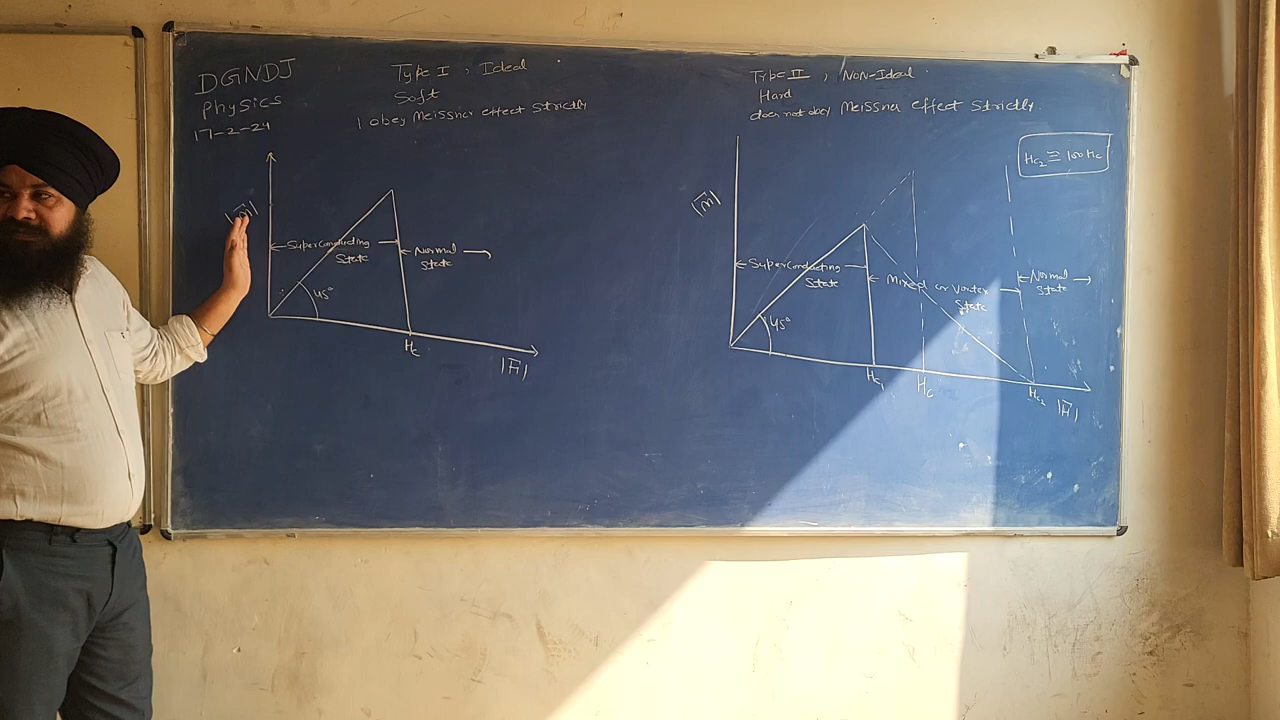 DGNDJ
Physics
17-2-24
Type I , Ideal
Soft
1 obey Meissner effect strictly
|M̅|
Superconducting
State
Normal
State
45°
Hc
|H̅|
Type II , Non-Ideal
Hard
does not obey Meissner effect strictly.
Hc₂ ≅ 100 Hc
|M̅|
Superconducting
State
Mixed or Vortex
State
Normal
State
45°
Hc₁
Hc
Hc₂
|H̅|